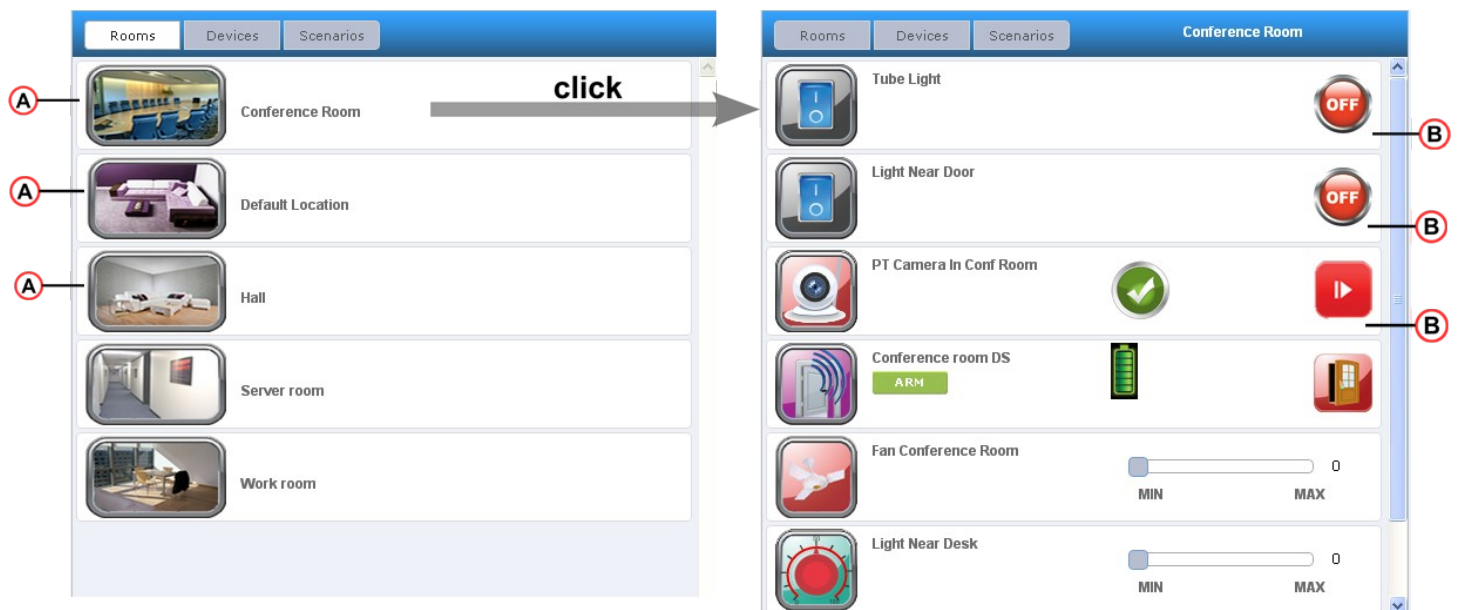 Rooms Devices Scenarios
A Conference Room
A Default Location
A Hall
Server room
Work room
click
Rooms Devices Scenarios Conference Room
Tube Light
OFF
B
Light Near Door
OFF
B
PT Camera In Conf Room
B
Conference room DS
ARM
Fan Conference Room
0
MIN MAX
Light Near Desk
0
MIN MAX